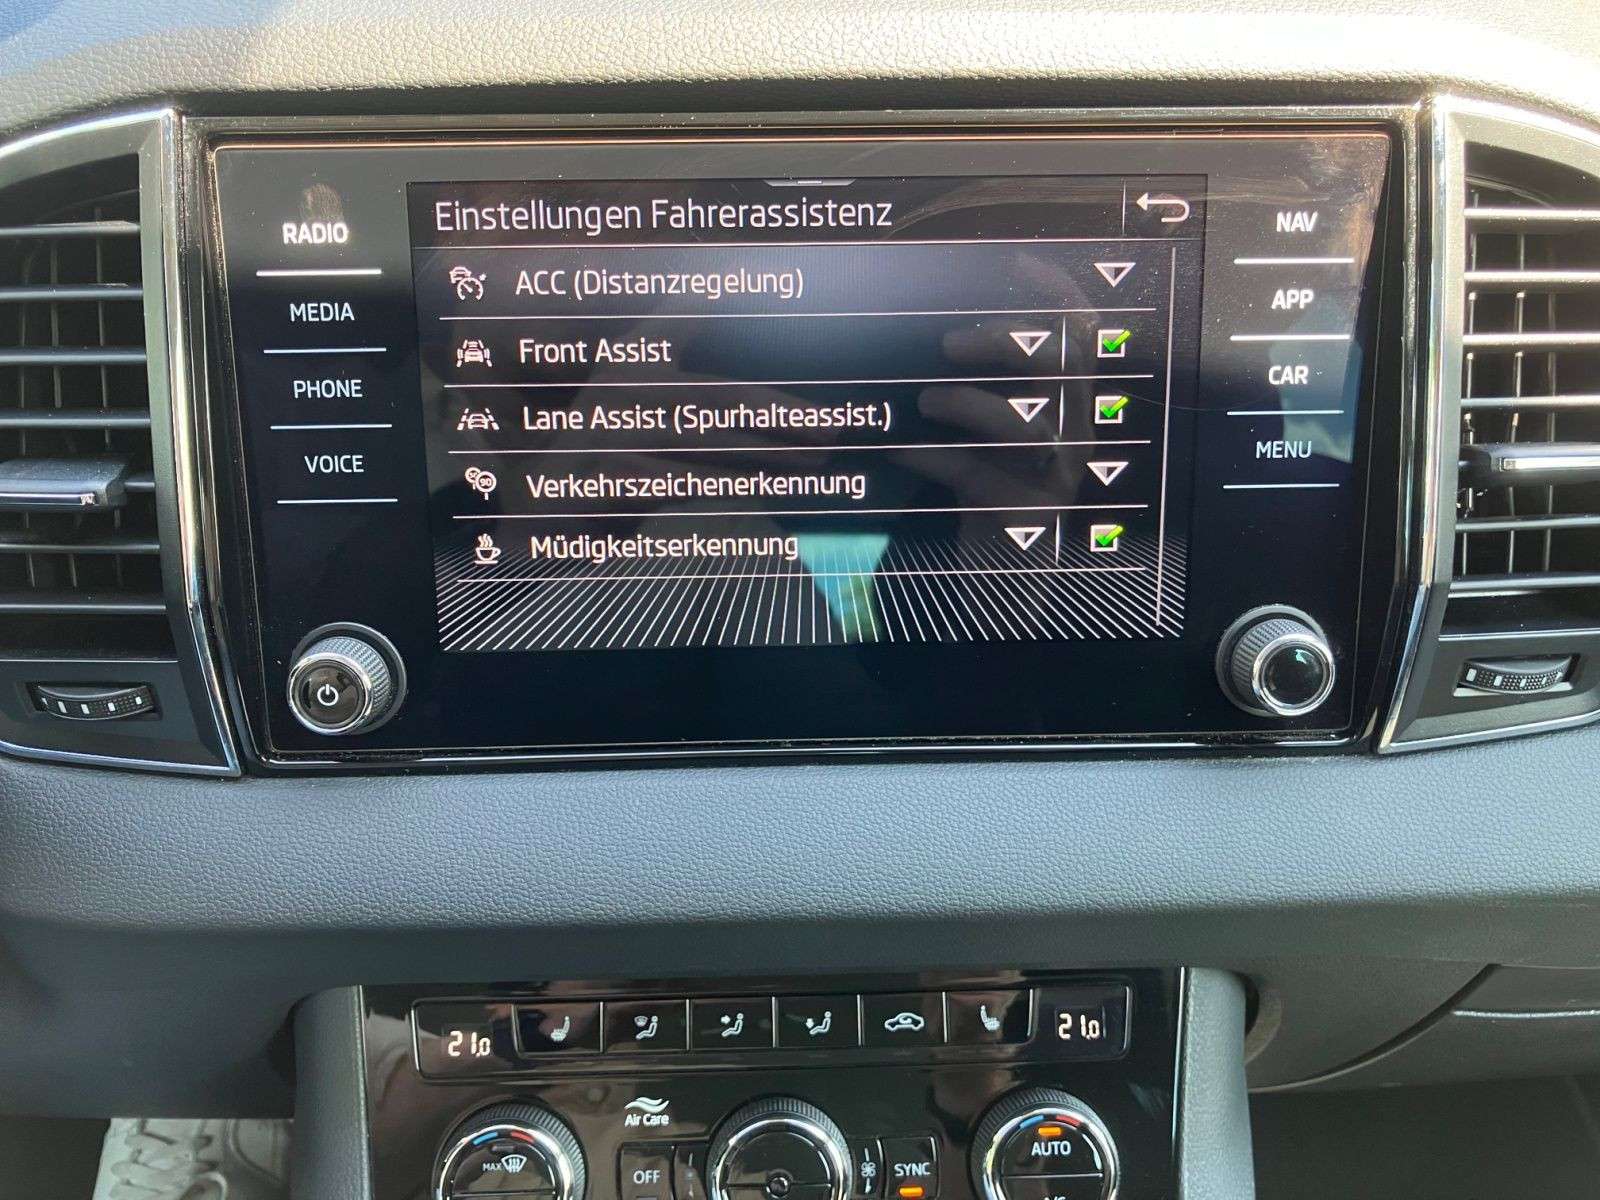 Einstellungen Fahrerassistenz
RADIO
MEDIA
PHONE
VOICE
ACC (Distanzregelung)
Front Assist
Lane Assist (Spurhalteassist.)
90
Verkehrszeichenerkennung
Müdigkeitserkennung
NAV
APP
CAR
MENU
21,0
21,0
Air Care
MAX
OFF
SYNC
AUTO